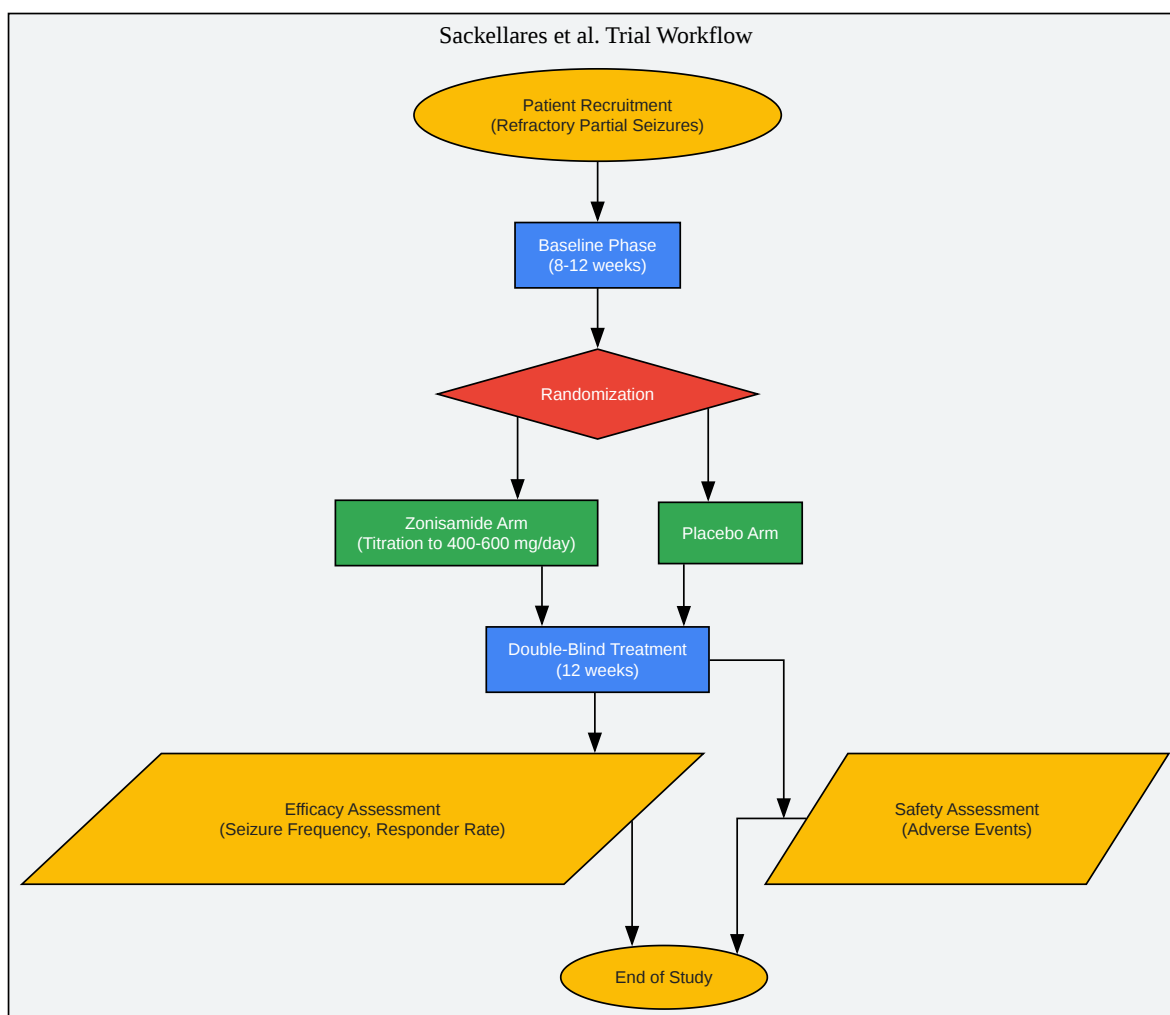 Sackellares et al. Trial Workflow
Patient Recruitment
(Refractory Partial Seizures)
Baseline Phase
(8-12 weeks)
Randomization
Zonisamide Arm
(Titration to 400-600 mg/day)
Placebo Arm
Double-Blind Treatment
(12 weeks)
Efficacy Assessment
(Seizure Frequency, Responder Rate)
Safety Assessment
(Adverse Events)
End of Study